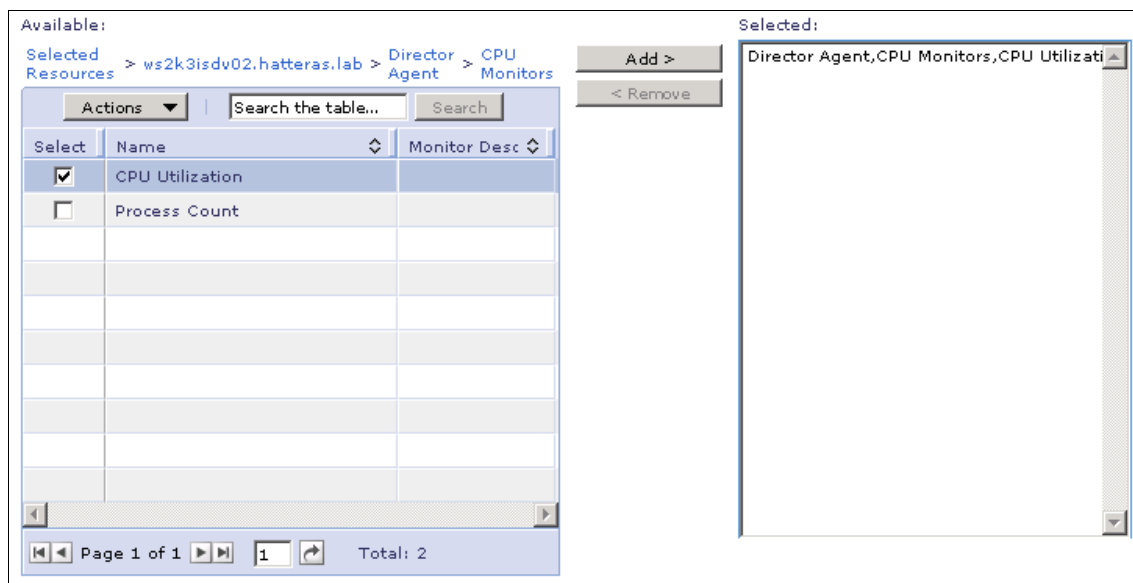 Available:
Selected Resources > ws2k3isdv02.hatteras.lab > Director Agent > CPU Monitors
Actions | Search the table... Search
Select Name Monitor Desc
CPU Utilization
Process Count
Page 1 of 1 1 Total: 2
Add >
< Remove
Selected:
Director Agent,CPU Monitors,CPU Utilizati